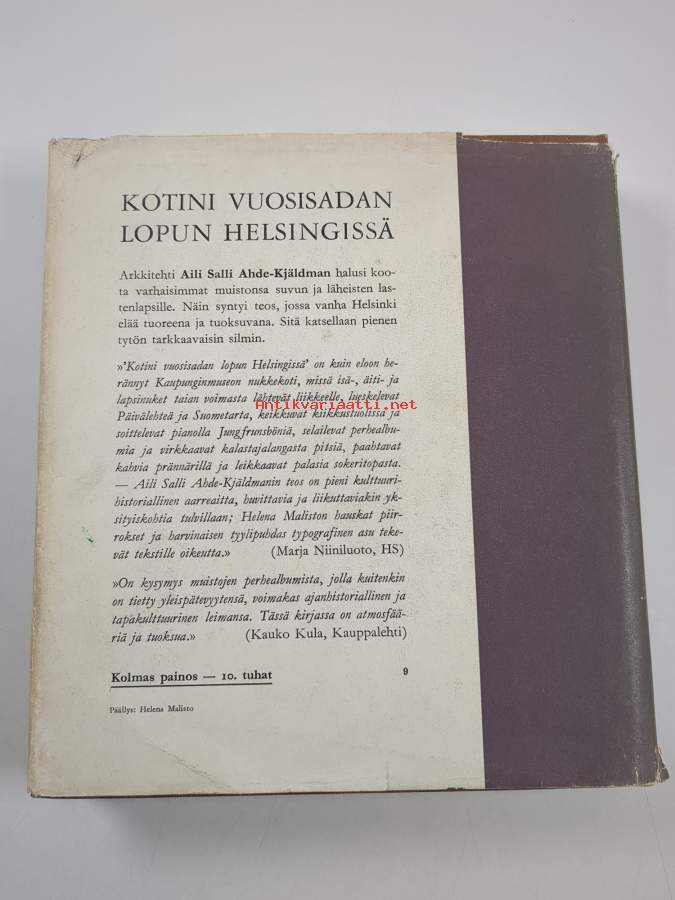 KOTINI VUOSISADAN
LOPUN HELSINGISSÄ
Arkkitehti Aili Salli Ahde-Kjäldman halusi koo-
ta varhaisimmat muistonsa suvun ja läheisten las-
tenlapsille. Näin syntyi teos, jossa vanha Helsinki
elää tuoreena ja tuoksuvana. Sitä katsellaan pienen
tytön tarkkaavaisin silmin.
»'Kotini vuosisadan lopun Helsingissä' on kuin eloon he-
rännyt Kaupunginmuseon nukkekoti, missä isä-, äiti- ja
lapsinuket taian voimasta lähtevät liikkeelle, lueskelevat
Päivälehteä ja Suometarta, keikkuvat kiikkustuolissa ja
Antikvariaatti.net
soittelevat pianolla Jungfrunsböniä, selailevat perhealbu-
mia ja virkkaavat kalastajalangasta pitsiä, paahtavat
kahvia prännärillä ja leikkaavat palasia sokeritopasta.
— Aili Salli Ahde-Kjäldmanin teos on pieni kulttuuri-
historiallinen aarreaitta, huvittavia ja liikuttaviakin yk-
sityiskohtia tulvillaan; Helena Maliston hauskat piir-
rokset ja harvinaisen tyylipuhdas typografinen asu teke-
vät tekstille oikeutta.» (Marja Niiniluoto, HS)
»On kysymys muistojen perhealbumista, jolla kuitenkin
on tietty yleispätevyytensä, voimakas ajanhistoriallinen ja
tapakulttuurinen leimansa. Tässä kirjassa on atmosfää-
riä ja tuoksua.» (Kauko Kula, Kauppalehti)
Kolmas painos — 10. tuhat 9
Päällys: Helena Malisto